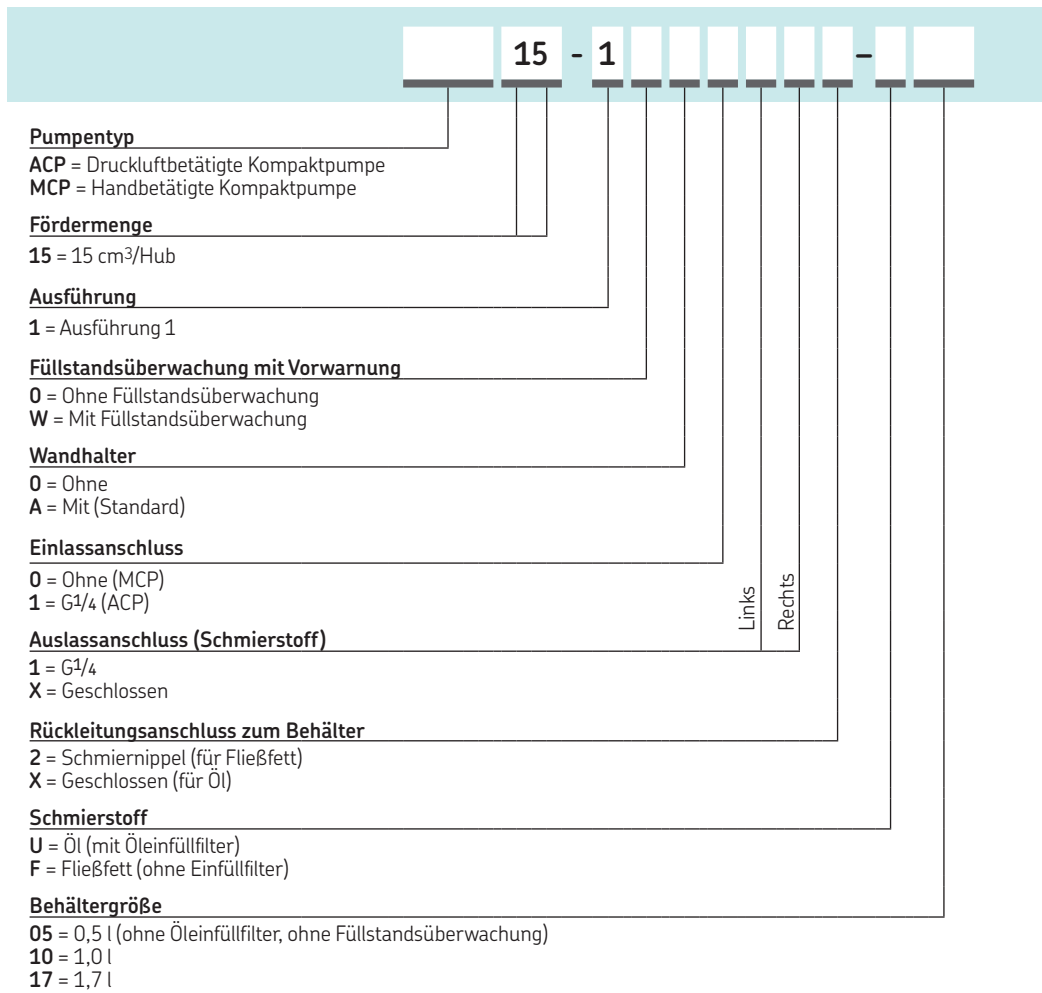 15 - 1 –
Pumpentyp
ACP = Druckluftbetätigte Kompaktpumpe
MCP = Handbetätigte Kompaktpumpe
Fördermenge
15 = 15 cm³/Hub
Ausführung
1 = Ausführung 1
Füllstandsüberwachung mit Vorwarnung
0 = Ohne Füllstandsüberwachung
W = Mit Füllstandsüberwachung
Wandhalter
0 = Ohne
A = Mit (Standard)
Einlassanschluss
0 = Ohne (MCP)
1 = G1/4 (ACP)
Links
Rechts
Auslassanschluss (Schmierstoff)
1 = G1/4
X = Geschlossen
Rückleitungsanschluss zum Behälter
2 = Schmiernippel (für Fließfett)
X = Geschlossen (für Öl)
Schmierstoff
U = Öl (mit Öleinfüllfilter)
F = Fließfett (ohne Einfüllfilter)
Behältergröße
05 = 0,5 l (ohne Öleinfüllfilter, ohne Füllstandsüberwachung)
10 = 1,0 l
17 = 1,7 l